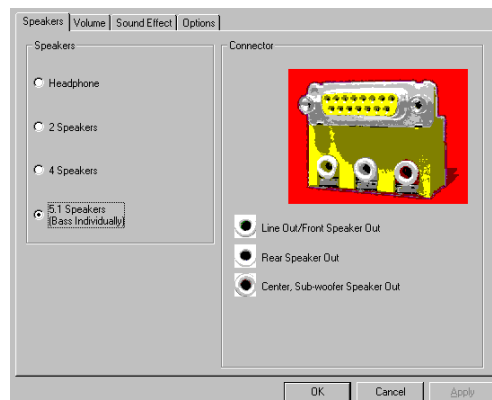 Speakers Volume Sound Effect Options
Speakers
Headphone
2 Speakers
4 Speakers
5.1 Speakers
(Bass Individually)
Connector
Line Out/Front Speaker Out
Rear Speaker Out
Center, Sub-woofer Speaker Out
OK Cancel Apply